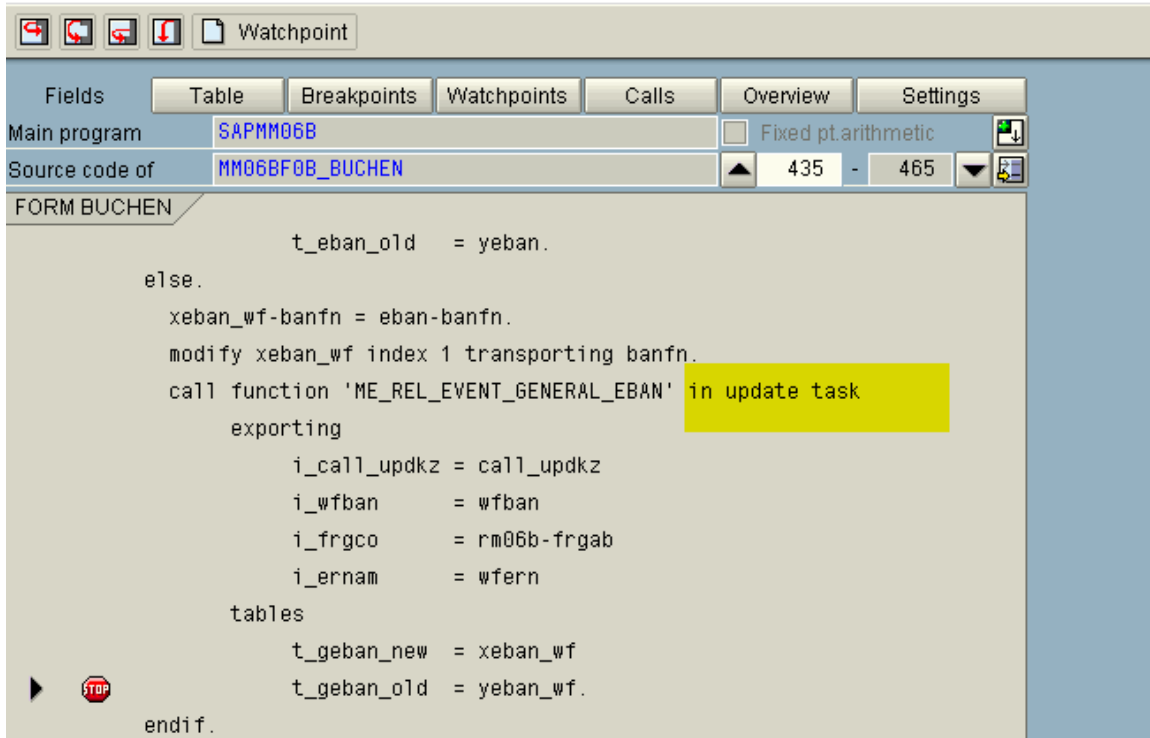 Watchpoint
Fields Table Breakpoints Watchpoints Calls Overview Settings
Main program SAPMM06B Fixed pt.arithmetic
Source code of MM06BF0B_BUCHEN 435 - 465
FORM BUCHEN
t_eban_old = yeban.
else.
xeban_wf-banfn = eban-banfn.
modify xeban_wf index 1 transporting banfn.
call function 'ME_REL_EVENT_GENERAL_EBAN' in update task
exporting
i_call_updkz = call_updkz
i_wfban = wfban
i_frgco = rm06b-frgab
i_ernam = wfern
tables
t_geban_new = xeban_wf
STOP t_geban_old = yeban_wf.
endif.